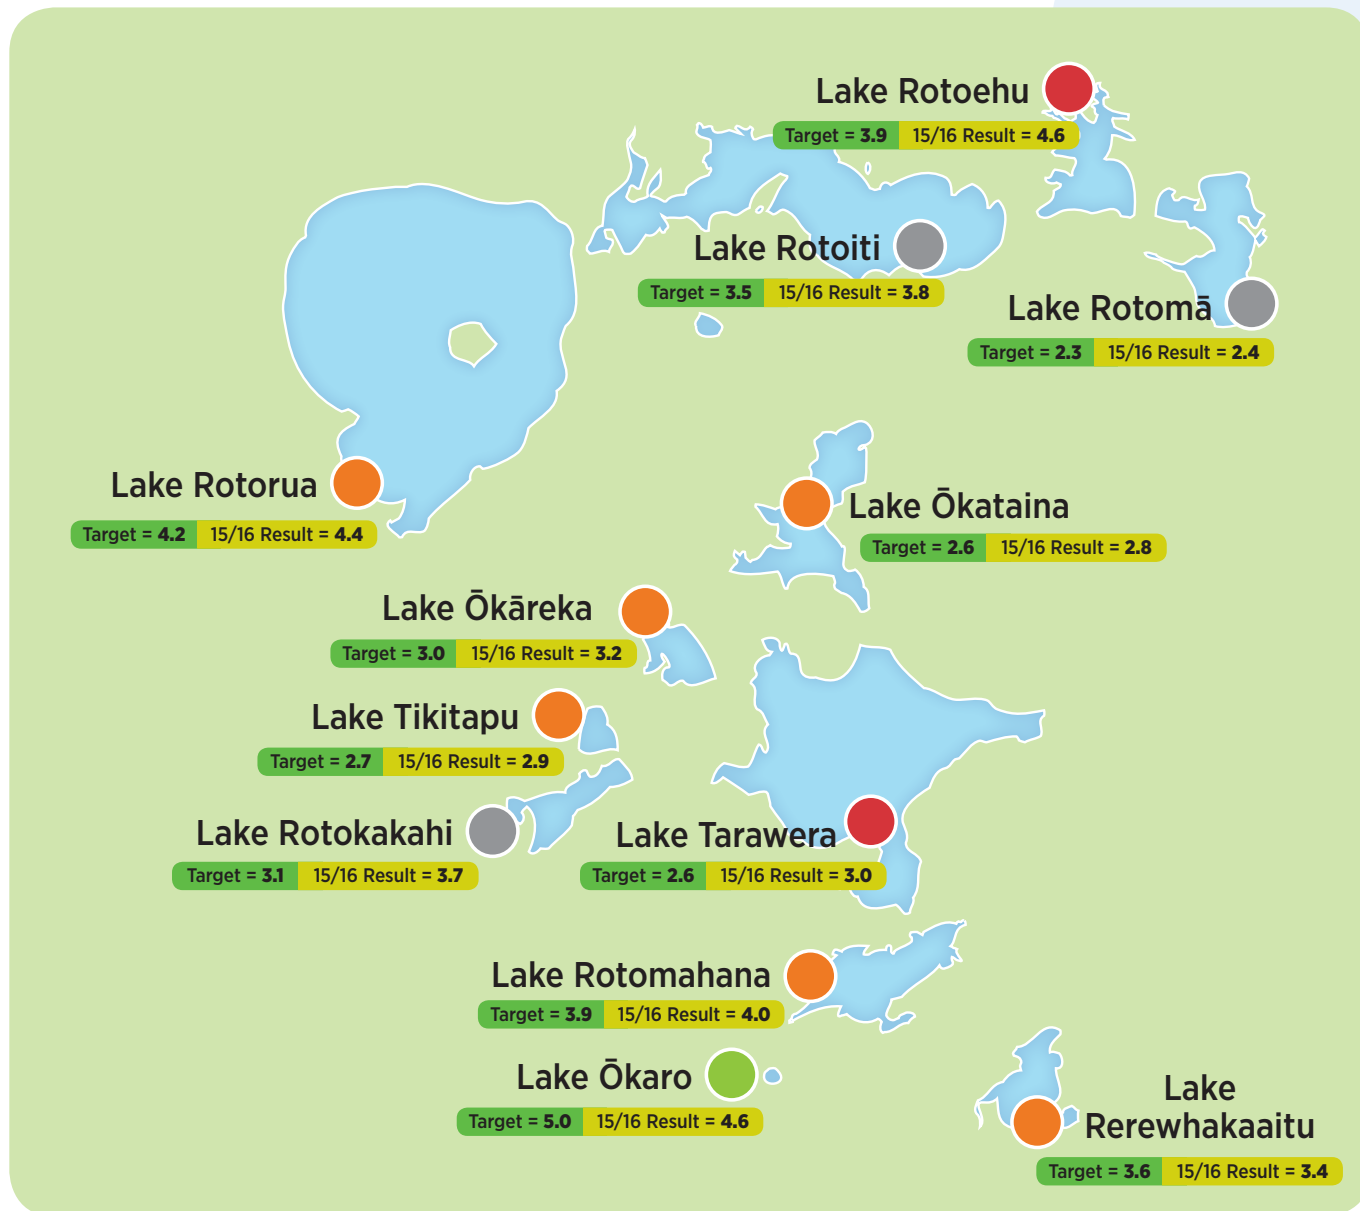 Lake Rotoehu
Target = 3.9 15/16 Result = 4.6
Lake Rotoiti
Target = 3.5 15/16 Result = 3.8
Lake Rotomā
Target = 2.3 15/16 Result = 2.4
Lake Rotorua
Target = 4.2 15/16 Result = 4.4
Lake Ōkataina
Target = 2.6 15/16 Result = 2.8
Lake Ōkāreka
Target = 3.0 15/16 Result = 3.2
Lake Tikitapu
Target = 2.7 15/16 Result = 2.9
Lake Rotokakahi
Target = 3.1 15/16 Result = 3.7
Lake Tarawera
Target = 2.6 15/16 Result = 3.0
Lake Rotomahana
Target = 3.9 15/16 Result = 4.0
Lake Ōkaro
Target = 5.0 15/16 Result = 4.6
Lake
Rerewhakaaitu
Target = 3.6 15/16 Result = 3.4